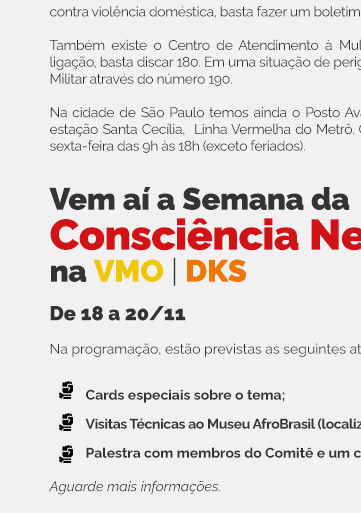 contra violência doméstica, basta fazer um boletim
Também existe o Centro de Atendimento à Mul
ligação, basta discar 180. Em uma situação de perig
Militar através do número 190.
Na cidade de São Paulo temos ainda o Posto Ava
estação Santa Cecília, Linha Vermelha do Metrô.
sexta-feira das 9h às 18h (exceto feriados).
Vem aí a Semana da
Consciência Ne
na VMO | DKS
De 18 a 20/11
Na programação, estão previstas as seguintes at
Cards especiais sobre o tema;
Visitas Técnicas ao Museu AfroBrasil (localiz
Palestra com membros do Comitê e um c
Aguarde mais informações.